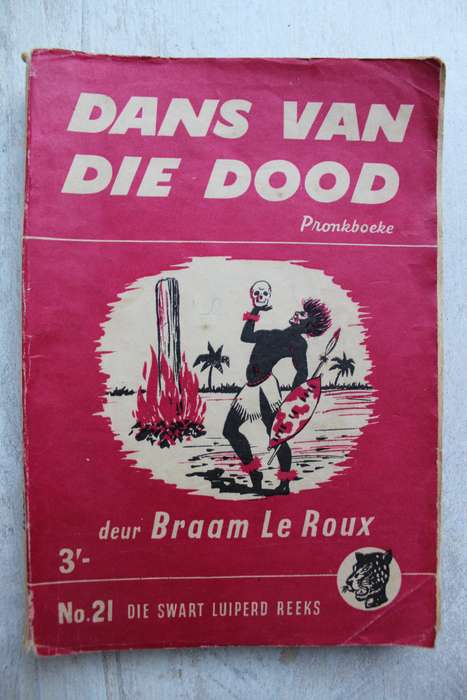 DANS VAN
DIE DOOD
Pronkboeke
deur Braam Le Roux
3'-
No.21 DIE SWART LUIPERD REEKS